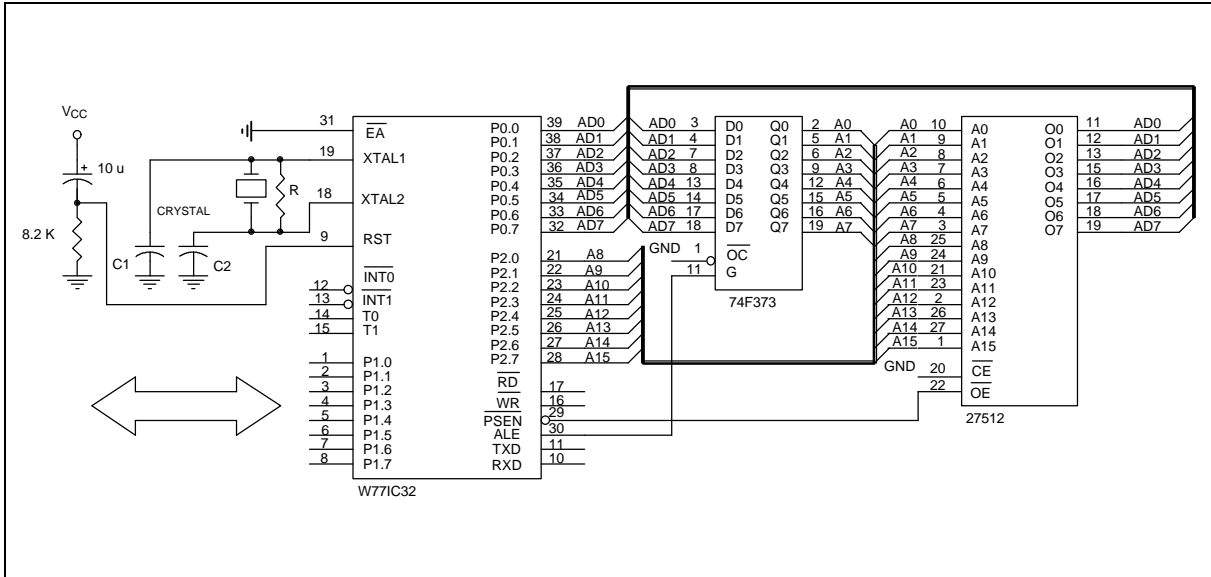 VCC
10 u
8.2 K
C1
CRYSTAL
C2
R
31 EA
19 XTAL1
18 XTAL2
9 RST
12 INT0
13 INT1
14 T0
15 T1
1 P1.0
2 P1.1
3 P1.2
4 P1.3
5 P1.4
6 P1.5
7 P1.6
8 P1.7
P0.0 39 AD0
P0.1 38 AD1
P0.2 37 AD2
P0.3 36 AD3
P0.4 35 AD4
P0.5 34 AD5
P0.6 33 AD6
P0.7 32 AD7
P2.0 21 A8
P2.1 22 A9
P2.2 23 A10
P2.3 24 A11
P2.4 25 A12
P2.5 26 A13
P2.6 27 A14
P2.7 28 A15
RD 17
WR 16
PSEN 29
ALE 30
TXD 11
RXD 10
W77IC32
AD0 3 D0 Q0 2 A0
AD1 4 D1 Q1 5 A1
AD2 7 D2 Q2 6 A2
AD3 8 D3 Q3 9 A3
AD4 13 D4 Q4 12 A4
AD5 14 D5 Q5 15 A5
AD6 17 D6 Q6 16 A6
AD7 18 D7 Q7 19 A7
GND 1 OC
11 G
74F373
A0 10 A0 O0 11 AD0
A1 9 A1 O1 12 AD1
A2 8 A2 O2 13 AD2
A3 7 A3 O3 15 AD3
A4 6 A4 O4 16 AD4
A5 5 A5 O5 17 AD5
A6 4 A6 O6 18 AD6
A7 3 A7 O7 19 AD7
A8 25 A8
A9 24 A9
A10 21 A10
A11 23 A11
A12 2 A12
A13 26 A13
A14 27 A14
A15 1 A15
GND 20 CE
22 OE
27512